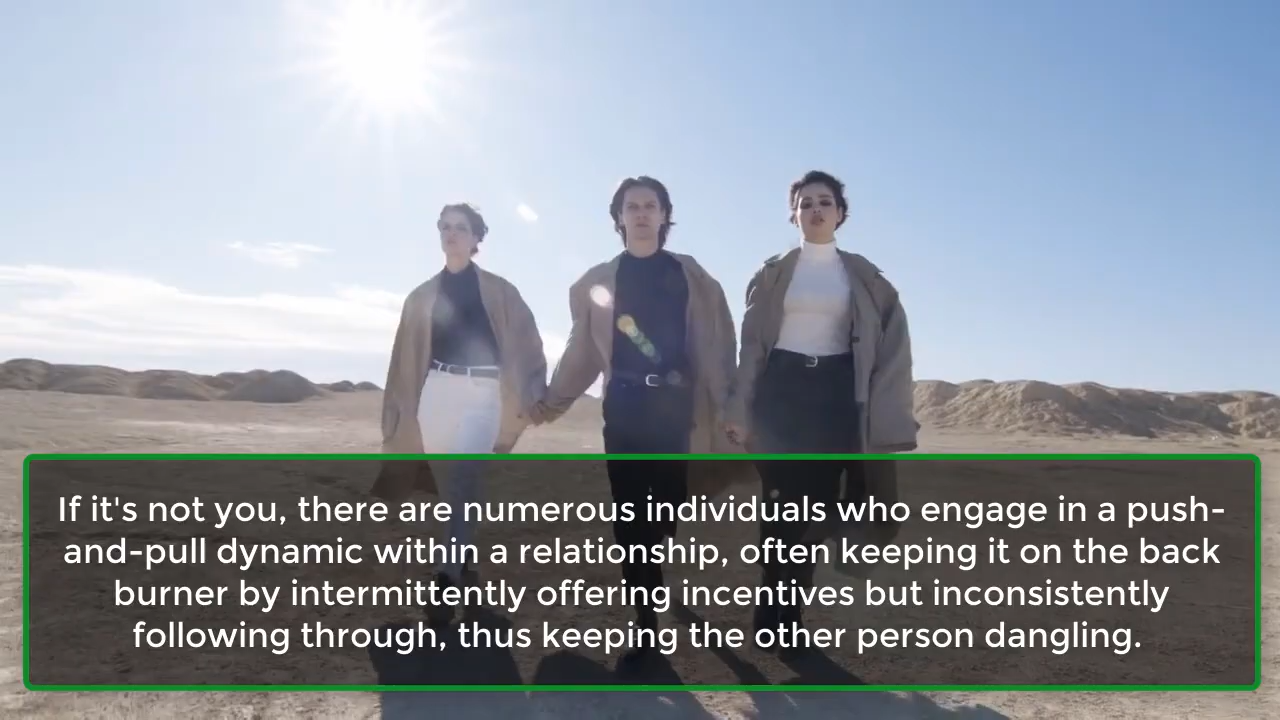 If it's not you, there are numerous individuals who engage in a push-
and-pull dynamic within a relationship, often keeping it on the back
burner by intermittently offering incentives but inconsistently
following through, thus keeping the other person dangling.